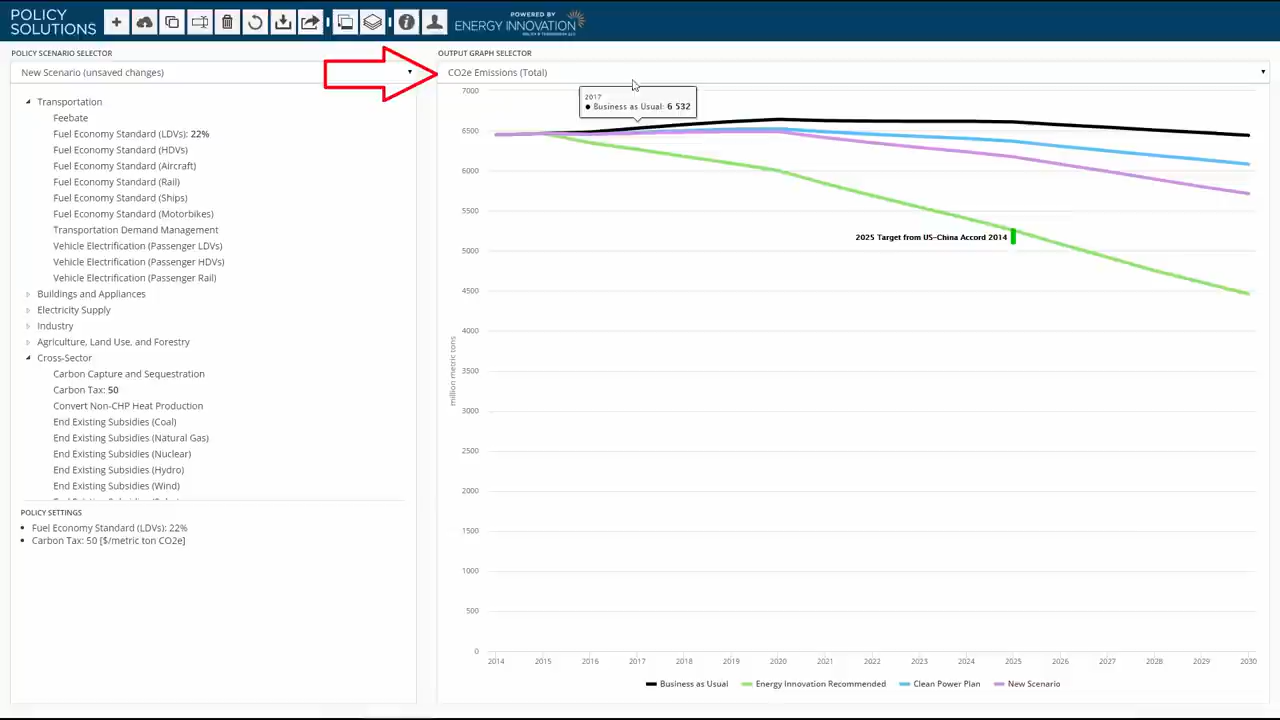 POLICY
SOLUTIONS
POWERED BY
ENERGY INNOVATION
POLICY SCENARIO SELECTOR
New Scenario (unsaved changes)
Transportation
Feebate
Fuel Economy Standard (LDVs): 22%
Fuel Economy Standard (HDVs)
Fuel Economy Standard (Aircraft)
Fuel Economy Standard (Rail)
Fuel Economy Standard (Ships)
Fuel Economy Standard (Motorbikes)
Transportation Demand Management
Vehicle Electrification (Passenger LDVs)
Vehicle Electrification (Passenger HDVs)
Vehicle Electrification (Passenger Rail)
Buildings and Appliances
Electricity Supply
Industry
Agriculture, Land Use, and Forestry
Cross-Sector
Carbon Capture and Sequestration
Carbon Tax: 50
Convert Non-CHP Heat Production
End Existing Subsidies (Coal)
End Existing Subsidies (Natural Gas)
End Existing Subsidies (Nuclear)
End Existing Subsidies (Hydro)
End Existing Subsidies (Wind)
POLICY SETTINGS
• Fuel Economy Standard (LDVs): 22%
• Carbon Tax: 50 [$/metric ton CO2e]
OUTPUT GRAPH SELECTOR
CO2e Emissions (Total)
2017
● Business as Usual: 6 532
7000
6500
6000
5500
5000
4500
4000
3500
3000
2500
2000
1500
1000
500
0
million metric tons
2025 Target from US-China Accord 2014
2014 2015 2016 2017 2018 2019 2020 2021 2022 2023 2024 2025 2026 2027 2028 2029 2030
Business as Usual Energy Innovation Recommended Clean Power Plan New Scenario